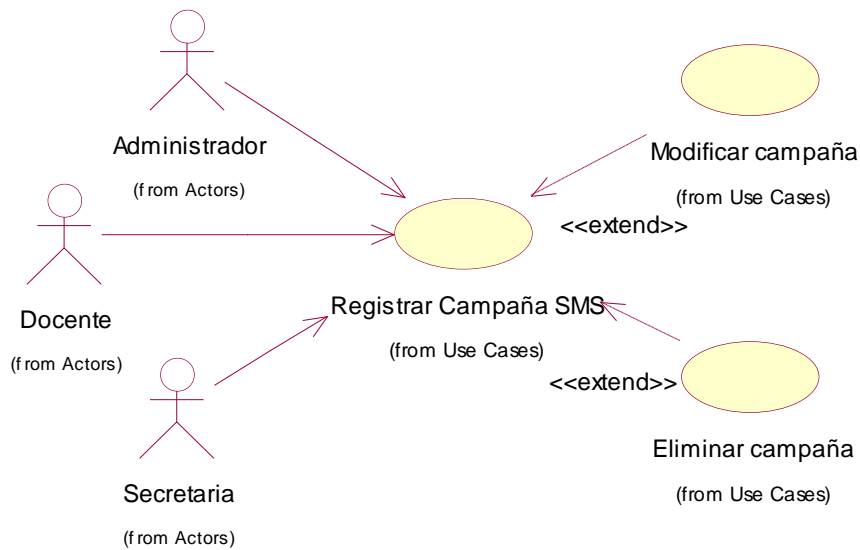 Administrador
(from Actors)
Modificar campaña
(from Use Cases)
<<extend>>
Docente
(from Actors)
Registrar Campaña SMS
(from Use Cases)
<<extend>>
Eliminar campaña
(from Use Cases)
Secretaria
(from Actors)